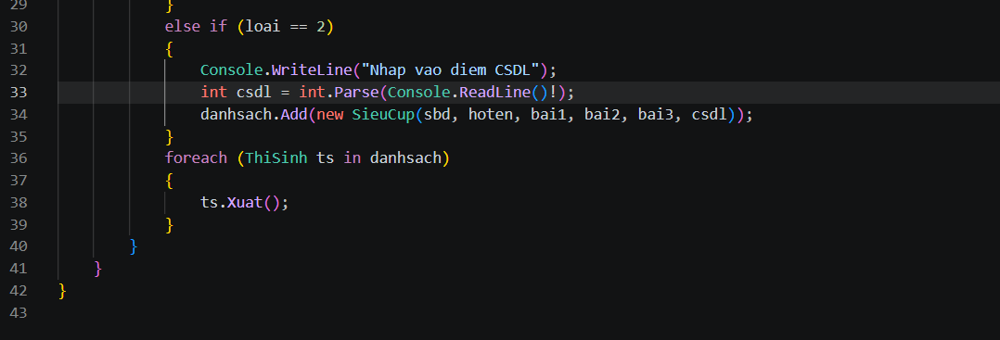 29 }
30 else if (loai == 2)
31 {
32 Console.WriteLine("Nhap vao diem CSDL");
33 int csdl = int.Parse(Console.ReadLine()!);
34 danhsach.Add(new SieuCup(sbd, hoten, bai1, bai2, bai3, csdl));
35 }
36 foreach (ThiSinh ts in danhsach)
37 {
38 ts.Xuat();
39 }
40 }
41 }
42 }
43